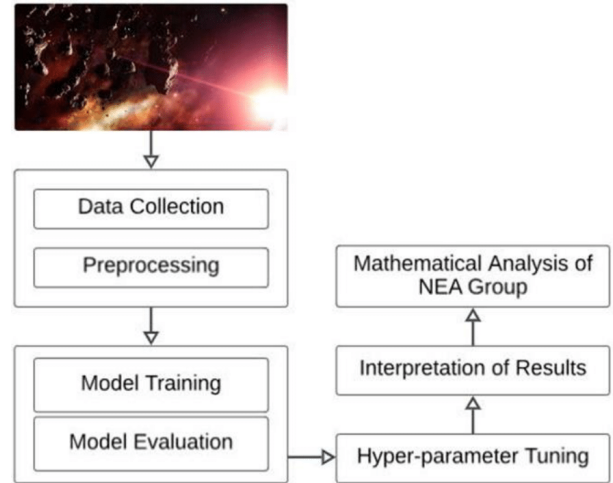 Data Collection
Preprocessing
Model Training
Model Evaluation
Hyper-parameter Tuning
Interpretation of Results
Mathematical Analysis of
NEA Group